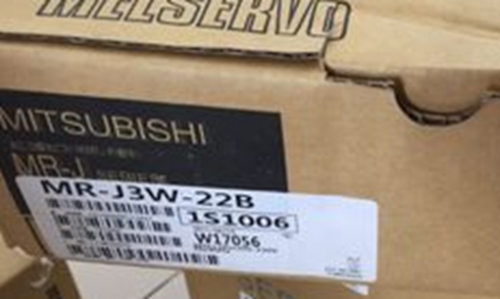 MELSERVO
MITSUBISHI
MR-J
MR-J3W-22B
1S1006
W17056